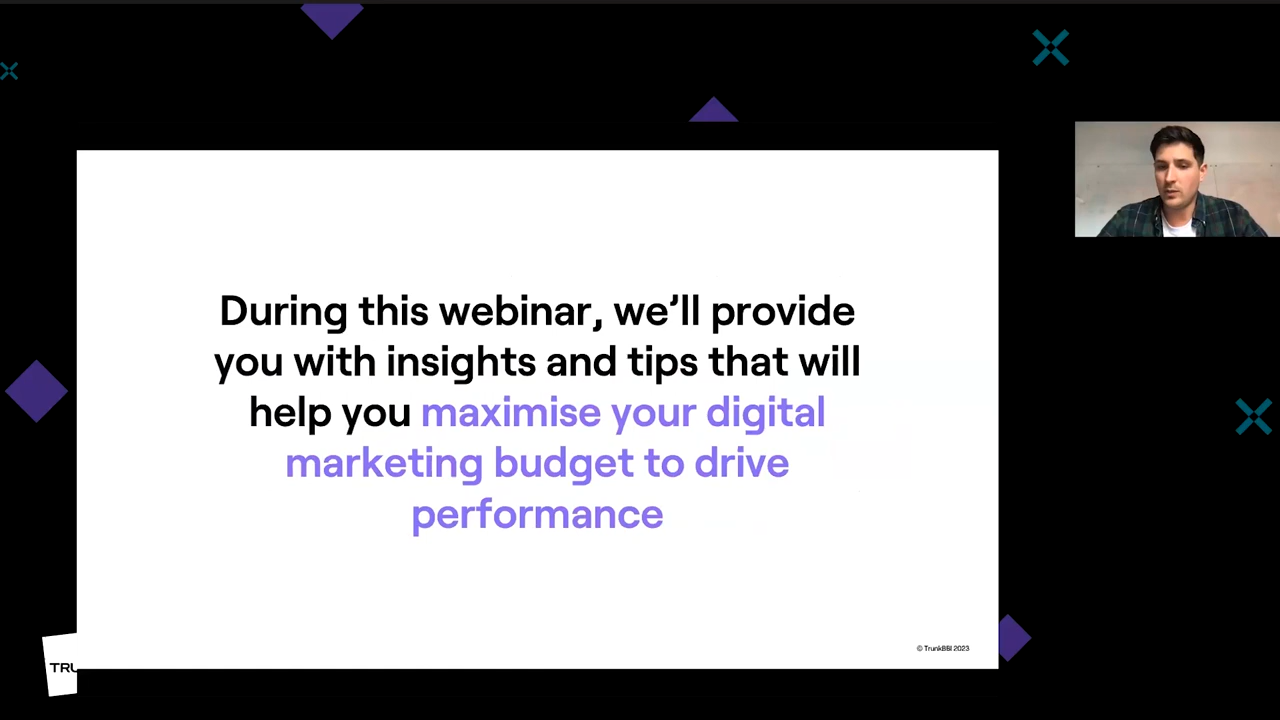 During this webinar, we’ll provide
you with insights and tips that will
help you maximise your digital
marketing budget to drive
performance
© TrunkBBI 2023
TRU